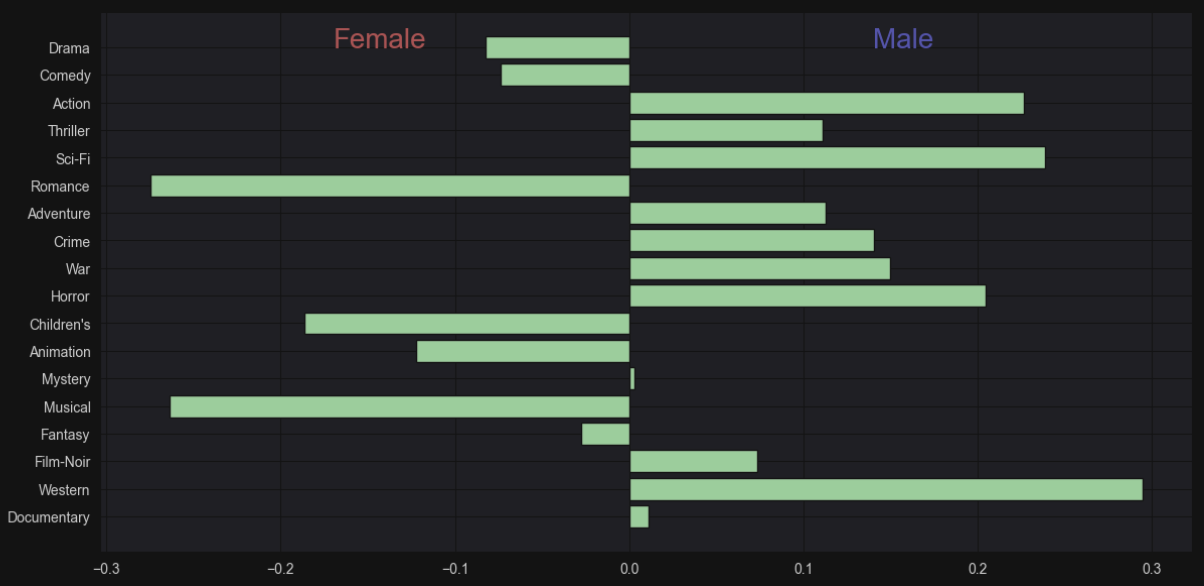 Female Male
Drama
Comedy
Action
Thriller
Sci-Fi
Romance
Adventure
Crime
War
Horror
Children's
Animation
Mystery
Musical
Fantasy
Film-Noir
Western
Documentary
−0.3 −0.2 −0.1 0.0 0.1 0.2 0.3